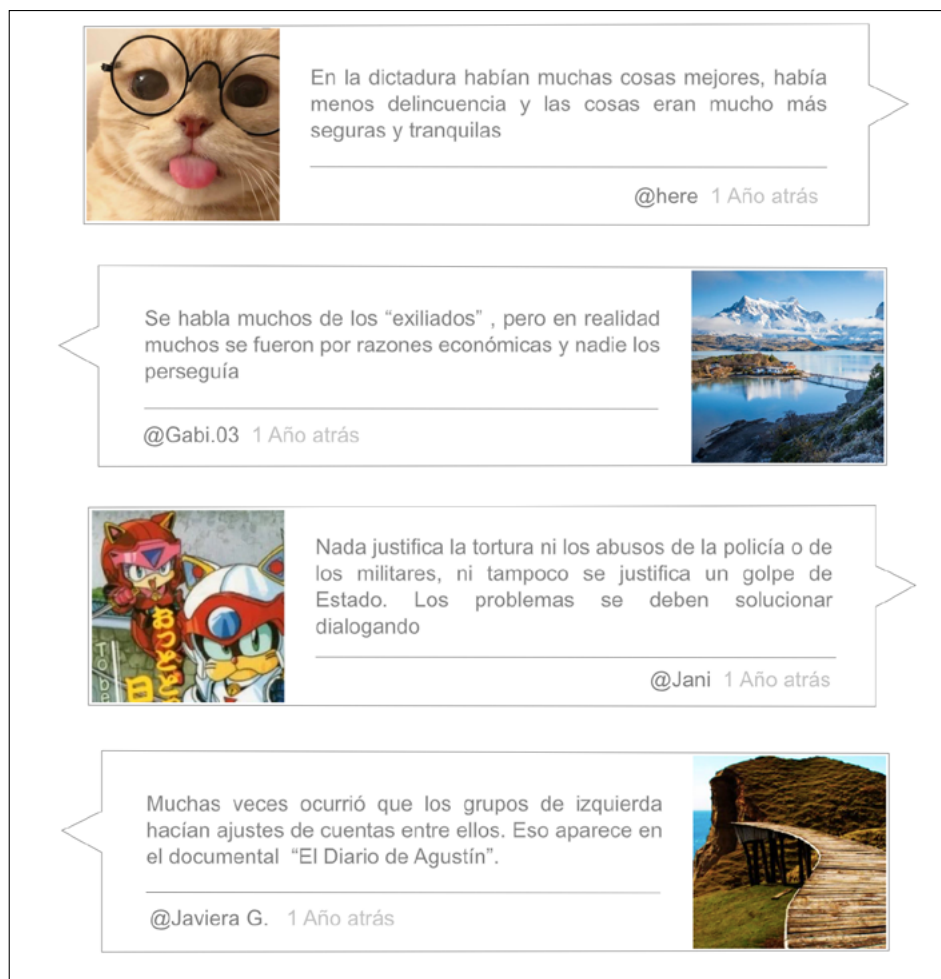 En la dictadura habían muchas cosas mejores, había
menos delincuencia y las cosas eran mucho más
seguras y tranquilas
@here 1 Año atrás
Se habla muchos de los “exiliados” , pero en realidad
muchos se fueron por razones económicas y nadie los
perseguía
@Gabi.03 1 Año atrás
Nada justifica la tortura ni los abusos de la policía o de
los militares, ni tampoco se justifica un golpe de
Estado. Los problemas se deben solucionar
dialogando
@Jani 1 Año atrás
Muchas veces ocurrió que los grupos de izquierda
hacían ajustes de cuentas entre ellos. Eso aparece en
el documental “El Diario de Agustín”.
@Javiera G. 1 Año atrás